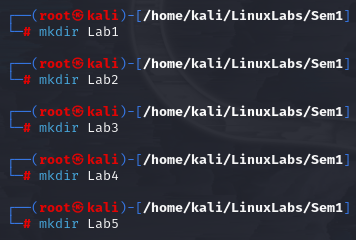 ┌──(root㉿kali)-[/home/kali/LinuxLabs/Sem1]
└─# mkdir Lab1
┌──(root㉿kali)-[/home/kali/LinuxLabs/Sem1]
└─# mkdir Lab2
┌──(root㉿kali)-[/home/kali/LinuxLabs/Sem1]
└─# mkdir Lab3
┌──(root㉿kali)-[/home/kali/LinuxLabs/Sem1]
└─# mkdir Lab4
┌──(root㉿kali)-[/home/kali/LinuxLabs/Sem1]
└─# mkdir Lab5